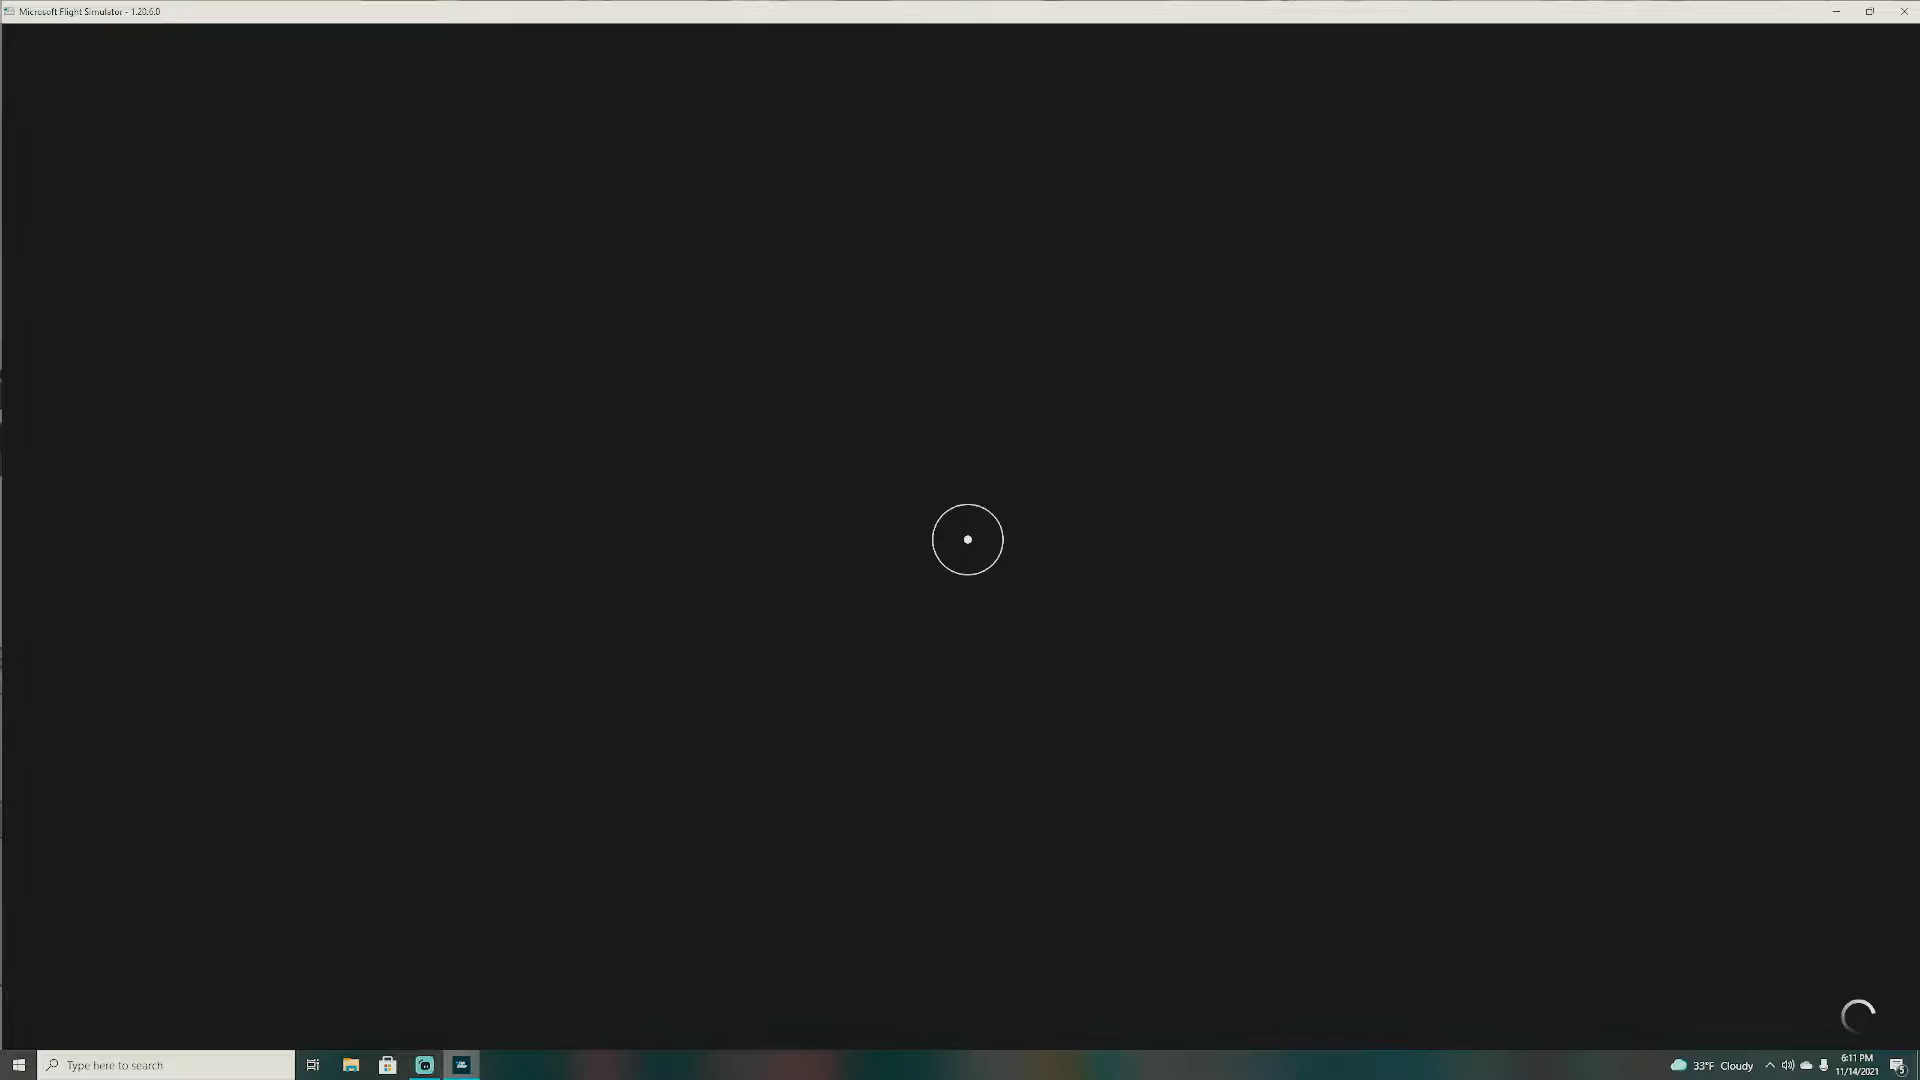 Microsoft Flight Simulator - 1.20.6.0
Type here to search
33°F Cloudy
6:11 PM
11/14/2021
5